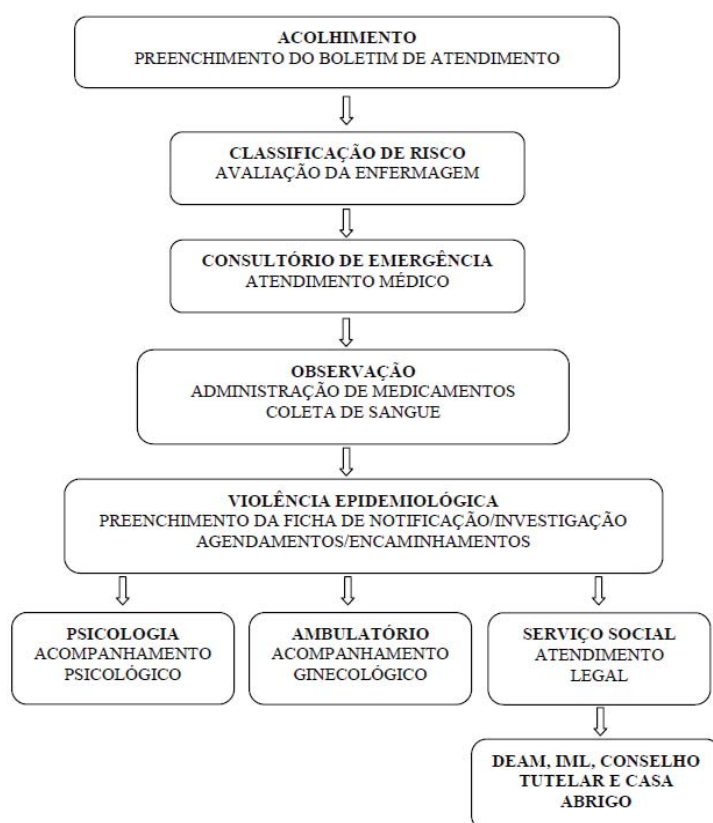 ACOLHIMENTO
PREENCHIMENTO DO BOLETIM DE ATENDIMENTO
CLASSIFICAÇÃO DE RISCO
AVALIAÇÃO DA ENFERMAGEM
CONSULTÓRIO DE EMERGÊNCIA
ATENDIMENTO MÉDICO
OBSERVAÇÃO
ADMINISTRAÇÃO DE MEDICAMENTOS
COLETA DE SANGUE
VIOLÊNCIA EPIDEMIOLÓGICA
PREENCHIMENTO DA FICHA DE NOTIFICAÇÃO/INVESTIGAÇÃO
AGENDAMENTOS/ENCAMINHAMENTOS
PSICOLOGIA
ACOMPANHAMENTO
PSICOLÓGICO
AMBULATÓRIO
ACOMPANHAMENTO
GINECOLÓGICO
SERVIÇO SOCIAL
ATENDIMENTO
LEGAL
DEAM, IML, CONSELHO
TUTELAR E CASA
ABRIGO